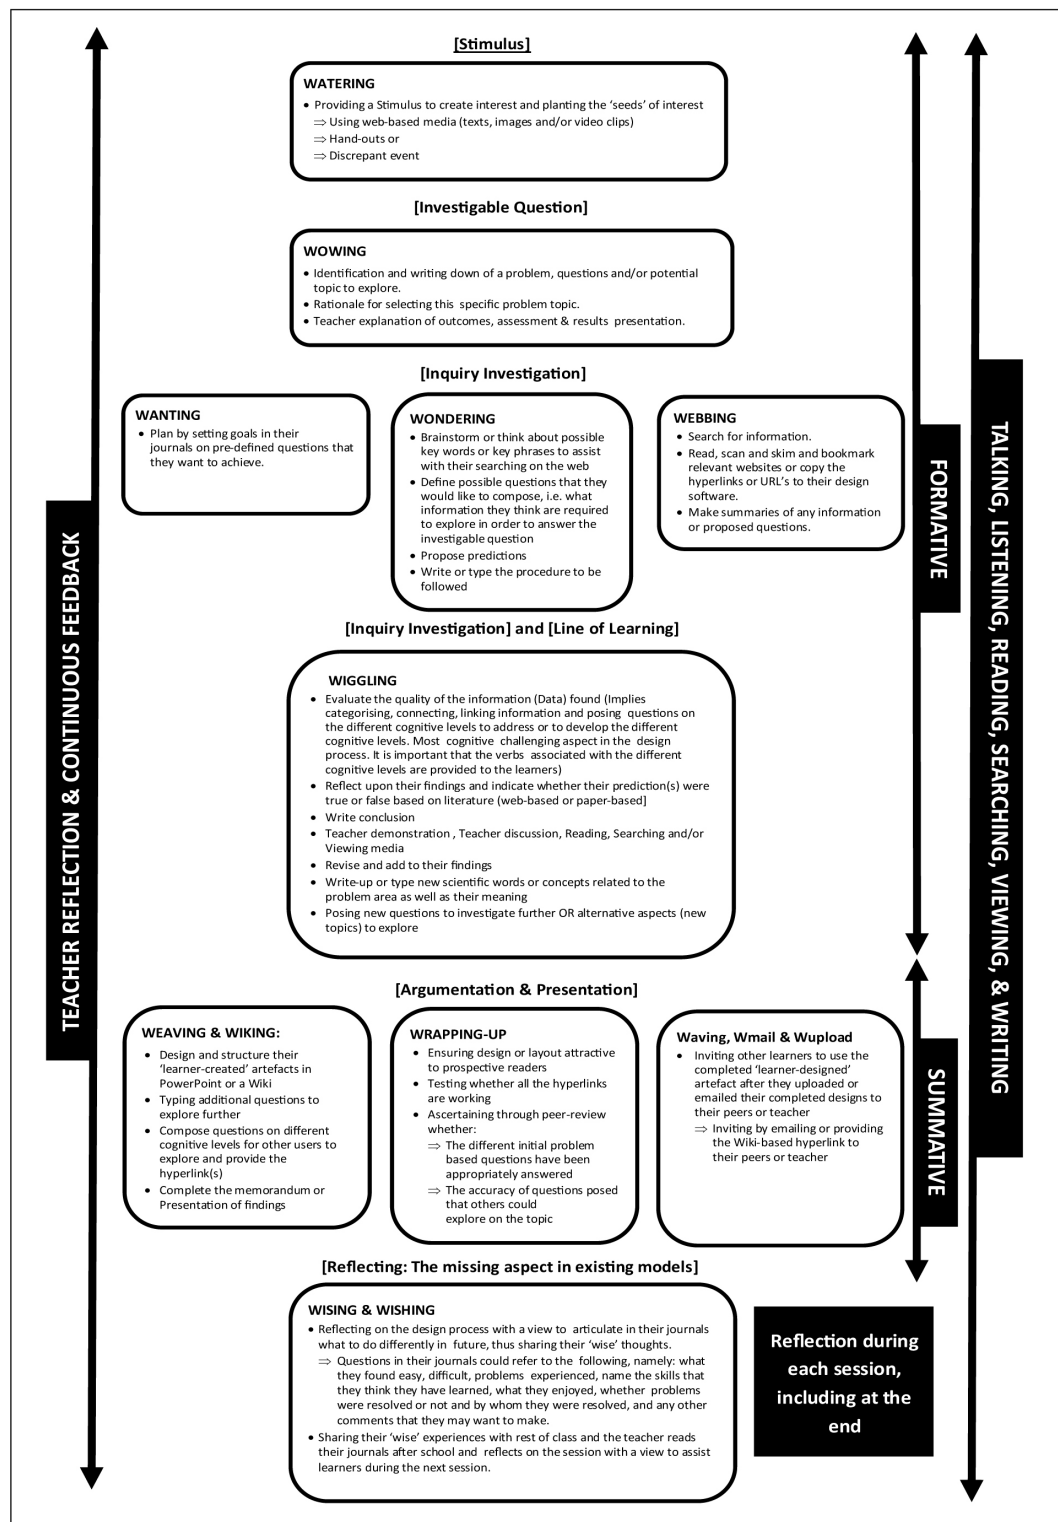 [Stimulus]
WATERING
• Providing a Stimulus to create interest and planting the ‘seeds’ of interest
⇒ Using web-based media (texts, images and/or video clips)
⇒ Hand-outs or
⇒ Discrepant event
[Investigable Question]
WOWING
• Identification and writing down of a problem, questions and/or potential
topic to explore.
• Rationale for selecting this specific problem topic.
• Teacher explanation of outcomes, assessment & results presentation.
[Inquiry Investigation]
WANTING
• Plan by setting goals in their
journals on pre-defined questions that
they want to achieve.
WONDERING
• Brainstorm or think about possible
key words or key phrases to assist
with their searching on the web
• Define possible questions that they
would like to compose, i.e. what
information they think are required
to explore in order to answer the
investigable question
• Propose predictions
• Write or type the procedure to be
followed
WEBBING
• Search for information.
• Read, scan and skim and bookmark
relevant websites or copy the
hyperlinks or URL’s to their design
software.
• Make summaries of any information
or proposed questions.
[Inquiry Investigation] and [Line of Learning]
WIGGLING
• Evaluate the quality of the information (Data) found (Implies
categorising, connecting, linking information and posing questions on
the different cognitive levels to address or to develop the different
cognitive levels. Most cognitive challenging aspect in the design
process. It is important that the verbs associated with the different
cognitive levels are provided to the learners)
• Reflect upon their findings and indicate whether their prediction(s) were
true or false based on literature (web-based or paper-based]
• Write conclusion
• Teacher demonstration , Teacher discussion, Reading, Searching and/or
Viewing media
• Revise and add to their findings
• Write-up or type new scientific words or concepts related to the
problem area as well as their meaning
• Posing new questions to investigate further OR alternative aspects (new
topics) to explore
[Argumentation & Presentation]
WEAVING & WIKING:
• Design and structure their
‘learner-created’ artefacts in
PowerPoint or a Wiki
• Typing additional questions to
explore further
• Compose questions on different
cognitive levels for other users to
explore and provide the
hyperlink(s)
• Complete the memorandum or
Presentation of findings
WRAPPING-UP
• Ensuring design or layout attractive
to prospective readers
• Testing whether all the hyperlinks
are working
• Ascertaining through peer-review
whether:
⇒ The different initial problem
based questions have been
appropriately answered
⇒ The accuracy of questions posed
that others could
explore on the topic
Waving, Wmail & Wupload
• Inviting other learners to use the
completed ‘learner-designed’
artefact after they uploaded or
emailed their completed designs to
their peers or teacher
⇒ Inviting by emailing or providing
the Wiki-based hyperlink to
their peers or teacher
[Reflecting: The missing aspect in existing models]
WISING & WISHING
• Reflecting on the design process with a view to articulate in their journals
what to do differently in future, thus sharing their ‘wise’ thoughts.
⇒ Questions in their journals could refer to the following, namely: what
they found easy, difficult, problems experienced, name the skills that
they think they have learned, what they enjoyed, whether problems
were resolved or not and by whom they were resolved, and any other
comments that they may want to make.
• Sharing their ‘wise’ experiences with rest of class and the teacher reads
their journals after school and reflects on the session with a view to assist
learners during the next session.
Reflection during
each session,
including at the
end
TEACHER REFLECTION & CONTINUOUS FEEDBACK
FORMATIVE
SUMMATIVE
TALKING, LISTENING, READING, SEARCHING, VIEWING, & WRITING